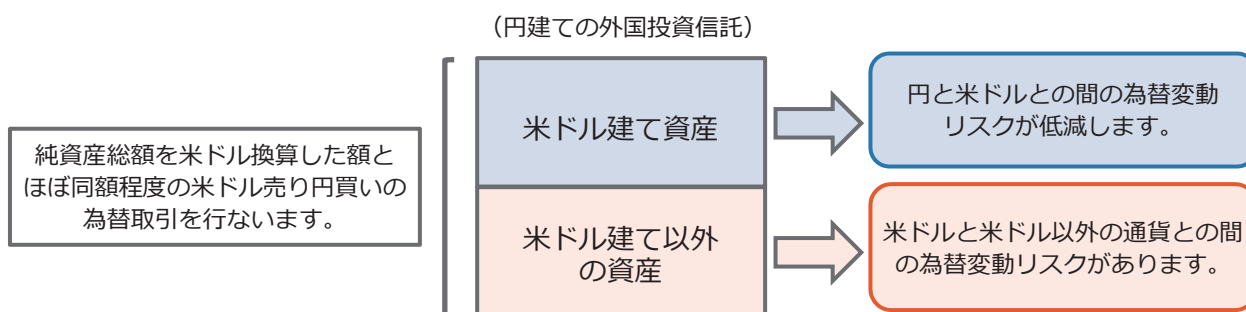 （円建ての外国投資信託）
純資産総額を米ドル換算した額と
ほぼ同額程度の米ドル売り円買いの
為替取引を行ないます。
米ドル建て資産
円と米ドルとの間の為替変動
リスクが低減します。
米ドル建て以外
の資産
米ドルと米ドル以外の通貨との間
の為替変動リスクがあります。